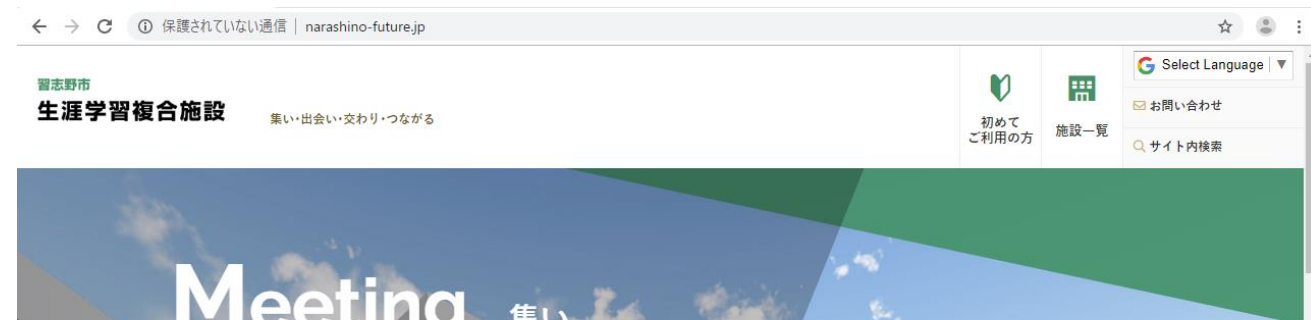 保護されていない通信 | narashino-future.jp
習志野市
生涯学習複合施設
集い・出会い・交わり・つながる
初めて
ご利用の方
施設一覧
Select Language ▼
お問い合わせ
サイト内検索
Meeting 集い